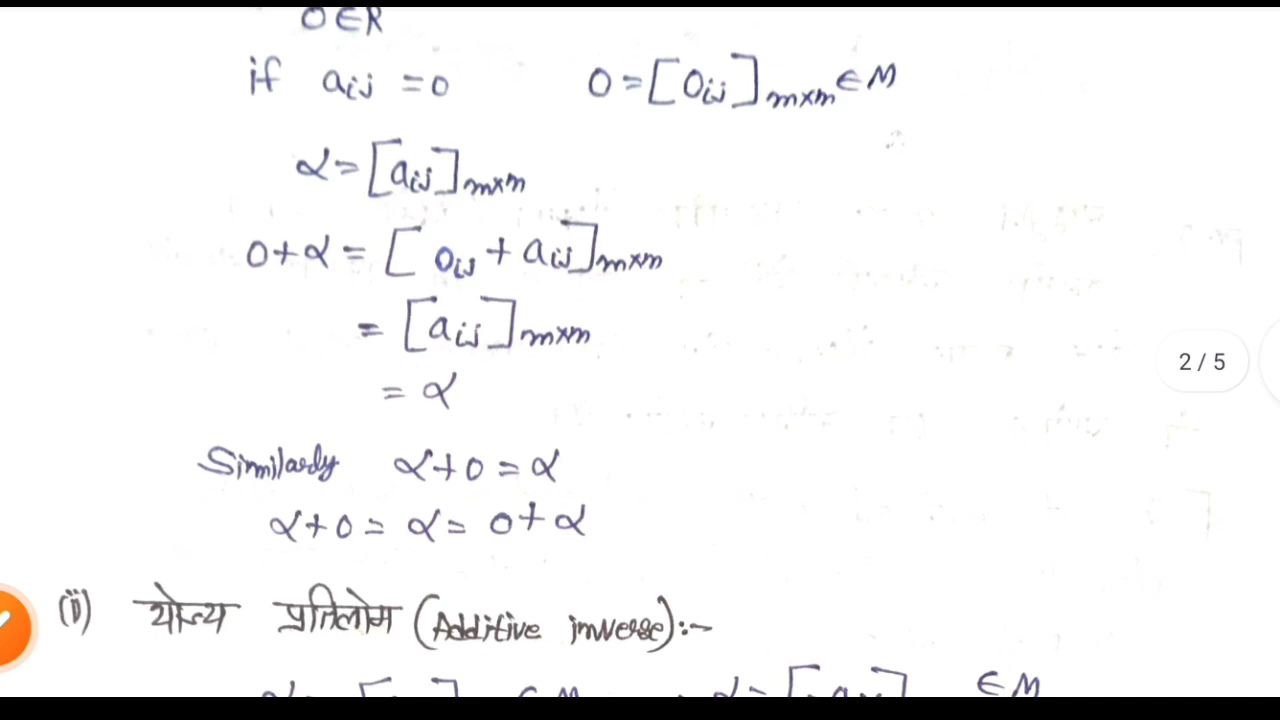 0 ∈ R
if aij = 0 0 = [0ij]m×m ∈ M
α = [aij]m×n
0 + α = [0ij + aij]m×m
= [aij]m×m
= α
Similardy α + 0 = α
α + 0 = α = 0 + α
2 / 5
(ii) योज्य प्रतिलोम (Additive inverse):-
∈ M